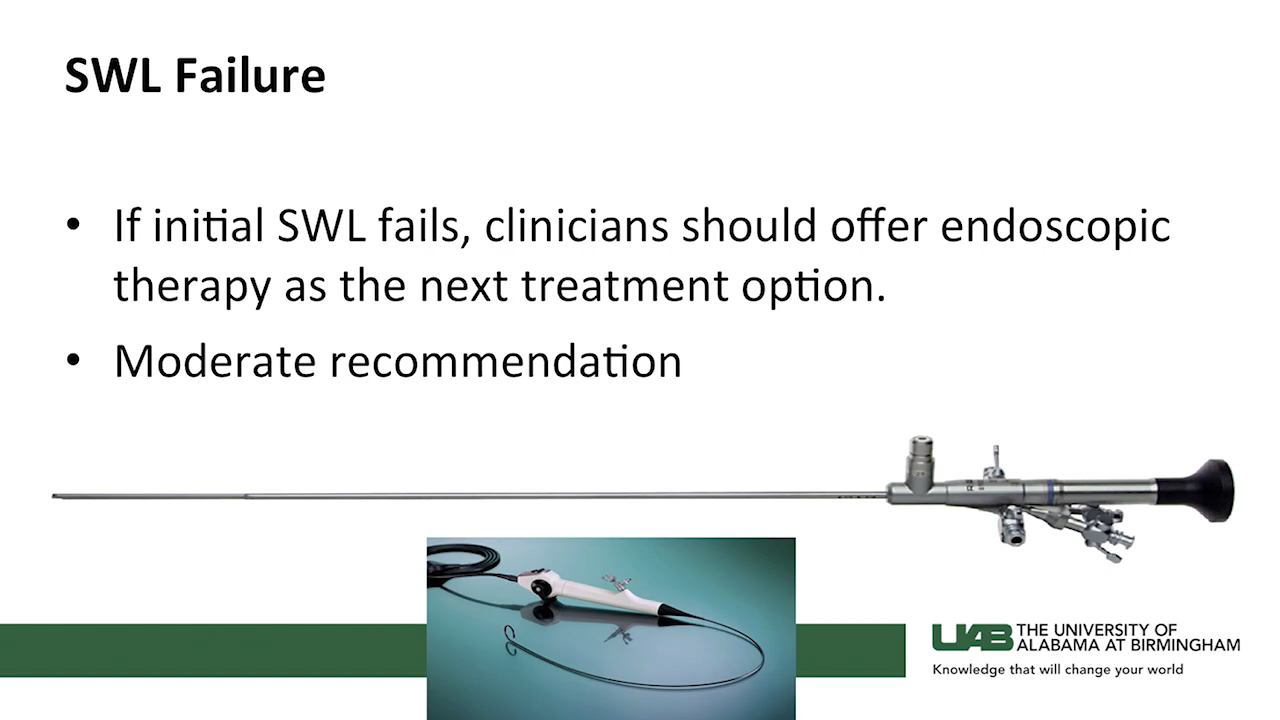 SWL Failure
• If initial SWL fails, clinicians should offer endoscopic
therapy as the next treatment option.
• Moderate recommendation
UAB THE UNIVERSITY OF
ALABAMA AT BIRMINGHAM
Knowledge that will change your world